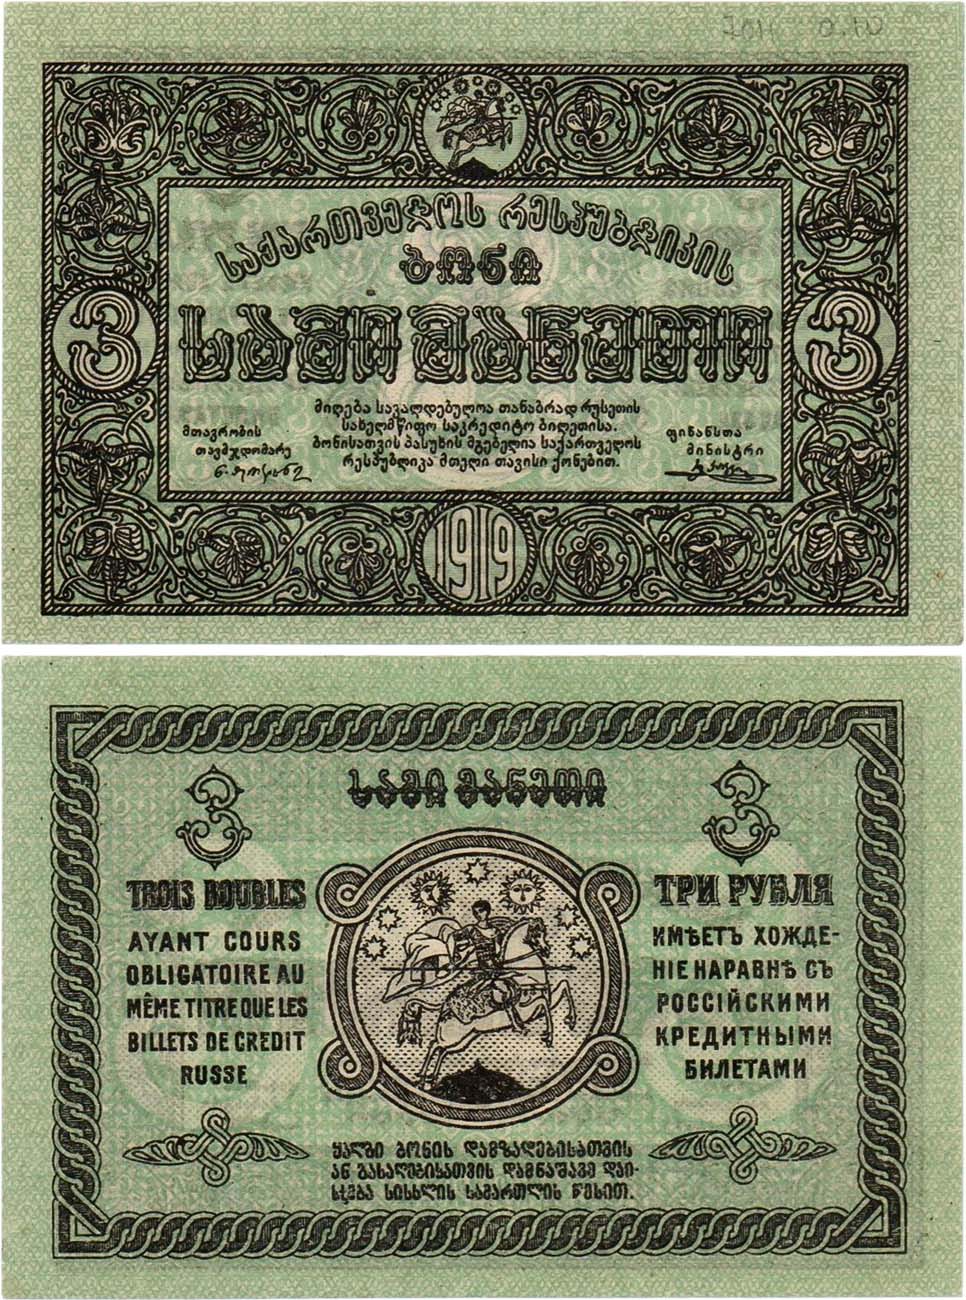 საქართველოს რესპუბლიკის
ბონი
3
სამი მანეთი
3
მიღება სავალდებულოა თანაბრად რუსეთის
სახელმწიფო საკრედიტო ბილეთისა.
ბონისათვის პასუხის მგებელია საქართველოს
რესპუბლიკა მთელი თავისი ქონებით.
მთავრობის
თავმჯდომარე
ფინანსთა
მინისტრი
1919
სამი მანეთი
3
TROIS ROUBLES
AYANT COURS
OBLIGATOIRE AU
MÊME TITRE QUE LES
BILLETS DE CREDIT
RUSSE
3
ТРИ РУБЛЯ
ИМѢЕТЪ ХОЖДЕ-
НІЕ НАРАВНѢ СЪ
РОССІЙСКИМИ
КРЕДИТНЫМИ
БИЛЕТАМИ
ყალბი ბონის დამზადებისათვის
ან გასაღებისათვის დამნაშავე დაი-
სჯება სისხლის სამართლის წესით.